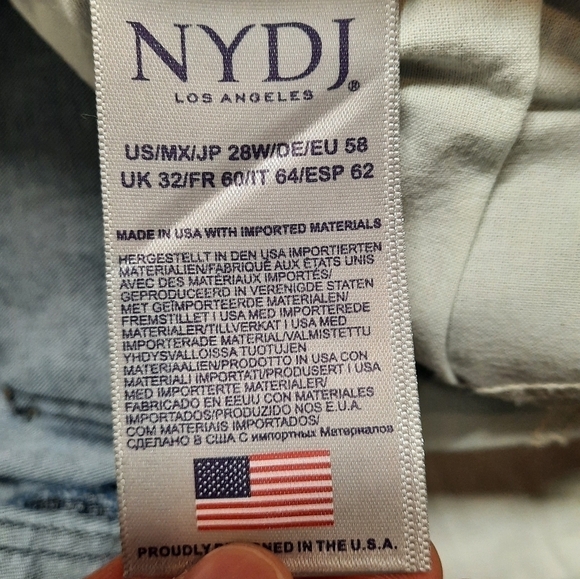 NYDJ®
LOS ANGELES
US/MX/JP 28W/DE/EU 58
UK 32/FR 60/IT 64/ESP 62
MADE IN USA WITH IMPORTED MATERIALS
HERGESTELLT IN DEN USA IMPORTIERTEN
MATERIALIEN/FABRIQUÉ AUX ÉTATS UNIS
AVEC DES MATÉRIAUX IMPORTÉS/
GEPRODUCEERD IN VERENIGDE STATEN
MET GEÏMPORTEERDE MATERIALEN/
FREMSTILLET I USA MED IMPORTEREDE
MATERIALER/TILLVERKAT I USA MED
IMPORTERADE MATERIAL/VALMISTETTU
YHDYSVALLOISSA TUOTUJEN
MATERIAALIEN/PRODOTTO IN USA CON
MATERIALI IMPORTATI/PRODUSERT I USA
MED IMPORTERTE MATERIALER/
FABRICADO EN EEUU CON MATERIALES
IMPORTADOS/PRODUZIDO NOS E.U.A.
COM MATERIAIS IMPORTADOS/
СДЕЛАНО В США С импортных Материалов
PROUDLY IN THE U.S.A.